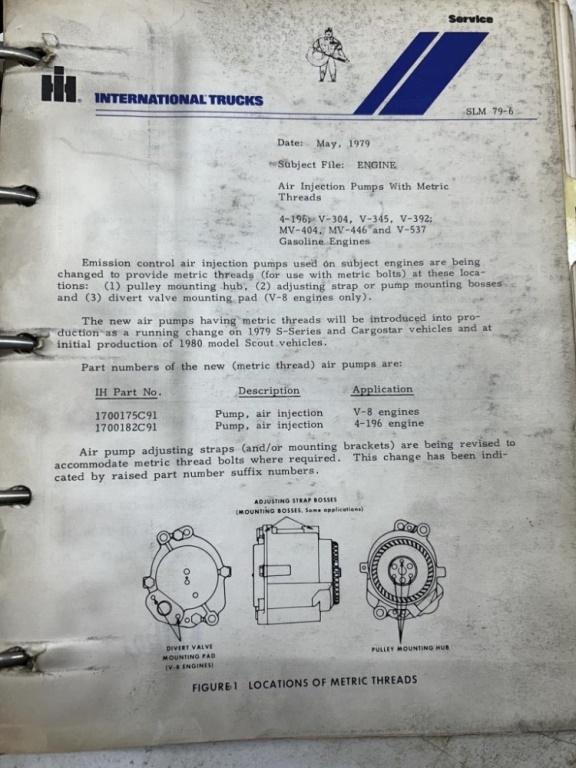 Service
IH INTERNATIONAL TRUCKS
SLM 79-6
Date: May, 1979
Subject File: ENGINE
Air Injection Pumps With Metric
Threads
4-196; V-304, V-345, V-392;
MV-404, MV-446 and V-537
Gasoline Engines
Emission control air injection pumps used on subject engines are being
changed to provide metric threads (for use with metric bolts) at these loca-
tions: (1) pulley mounting hub, (2) adjusting strap or pump mounting bosses
and (3) divert valve mounting pad (V-8 engines only).
The new air pumps having metric threads will be introduced into pro-
duction as a running change on 1979 S-Series and Cargostar vehicles and at
initial production of 1980 model Scout vehicles.
Part numbers of the new (metric thread) air pumps are:
IH Part No. Description Application
1700175C91 Pump, air injection V-8 engines
1700182C91 Pump, air injection 4-196 engine
Air pump adjusting straps (and/or mounting brackets) are being revised to
accommodate metric thread bolts where required. This change has been indi-
cated by raised part number suffix numbers.
ADJUSTING STRAP BOSSES
(MOUNTING BOSSES, Some applications)
DIVERT VALVE
MOUNTING PAD
(V-8 ENGINES)
PULLEY MOUNTING HUB
FIGURE 1 LOCATIONS OF METRIC THREADS